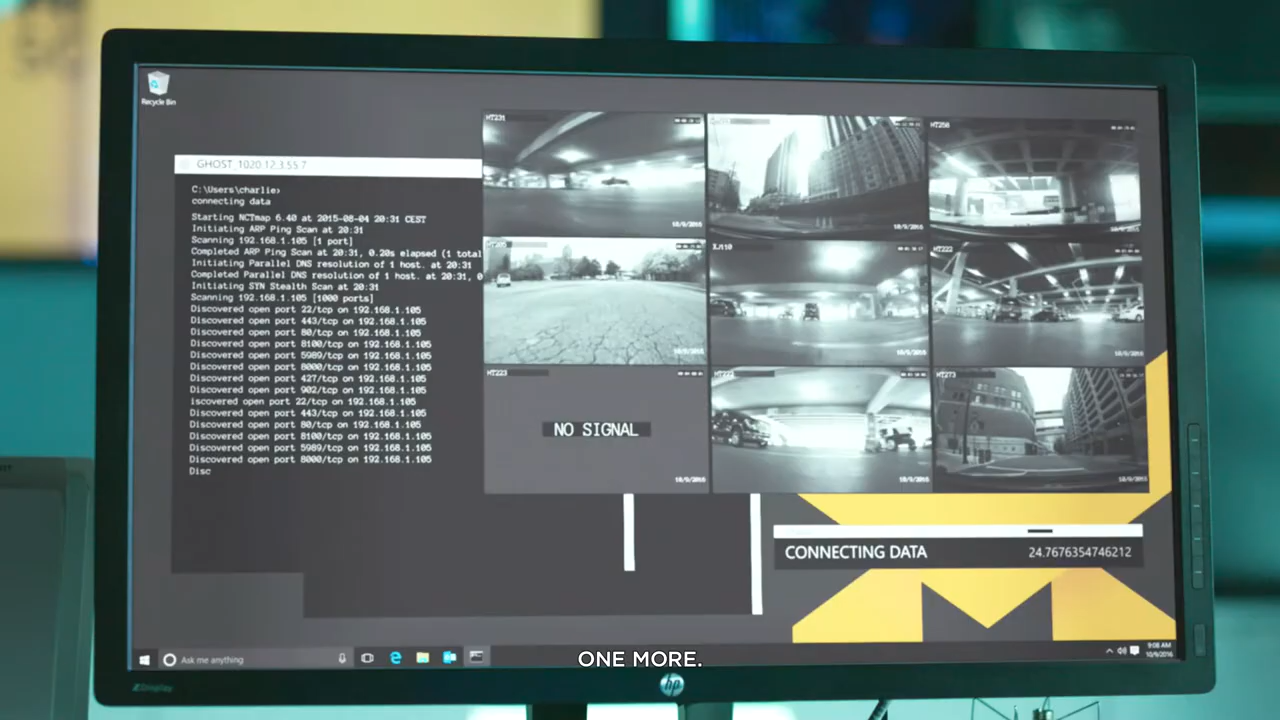 Recycle Bin
GHOST_1020.12.3.55.7
C:\Users\charlie>
connecting data
Starting NCTmap 6.40 at 2015-08-04 20:31 CEST
Initiating ARP Ping Scan at 20:31
Scanning 192.168.1.105 [1 port]
Completed ARP Ping Scan at 20:31, 0.20s elapsed (1 total
Initiating Parallel DNS resolution of 1 host. at 20:31
Completed Parallel DNS resolution of 1 host. at 20:31, 0
Initiating SYN Stealth Scan at 20:31
Scanning 192.168.1.105 [1000 ports]
Discovered open port 22/tcp on 192.168.1.105
Discovered open port 443/tcp on 192.168.1.105
Discovered open port 80/tcp on 192.168.1.105
Discovered open port 8100/tcp on 192.168.1.105
Discovered open port 5989/tcp on 192.168.1.105
Discovered open port 8000/tcp on 192.168.1.105
Discovered open port 427/tcp on 192.168.1.105
Discovered open port 902/tcp on 192.168.1.105
iscovered open port 22/tcp on 192.168.1.105
Discovered open port 443/tcp on 192.168.1.105
Discovered open port 80/tcp on 192.168.1.105
Discovered open port 8100/tcp on 192.168.1.105
Discovered open port 5989/tcp on 192.168.1.105
Discovered open port 8000/tcp on 192.168.1.105
Disc
HT231
HT222
HT223
NO SIGNAL
HT273
10/9/2016
CONNECTING DATA
24.7676354746212
Ask me anything
9:08 AM
10/9/2016
ONE MORE.
hp
ZDisplay